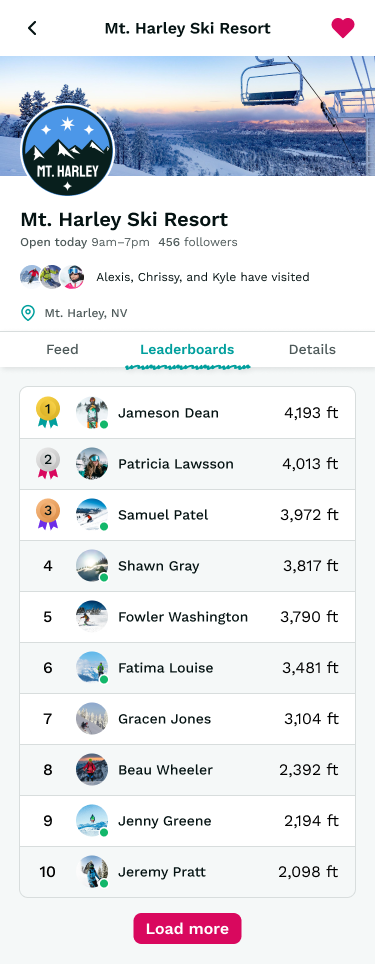 Mt. Harley Ski Resort
MT. HARLEY
Mt. Harley Ski Resort
Open today 9am–7pm 456 followers
Alexis, Chrissy, and Kyle have visited
Mt. Harley, NV
Feed Leaderboards Details
1 Jameson Dean 4,193 ft
2 Patricia Lawsson 4,013 ft
3 Samuel Patel 3,972 ft
4 Shawn Gray 3,817 ft
5 Fowler Washington 3,790 ft
6 Fatima Louise 3,481 ft
7 Gracen Jones 3,104 ft
8 Beau Wheeler 2,392 ft
9 Jenny Greene 2,194 ft
10 Jeremy Pratt 2,098 ft
Load more